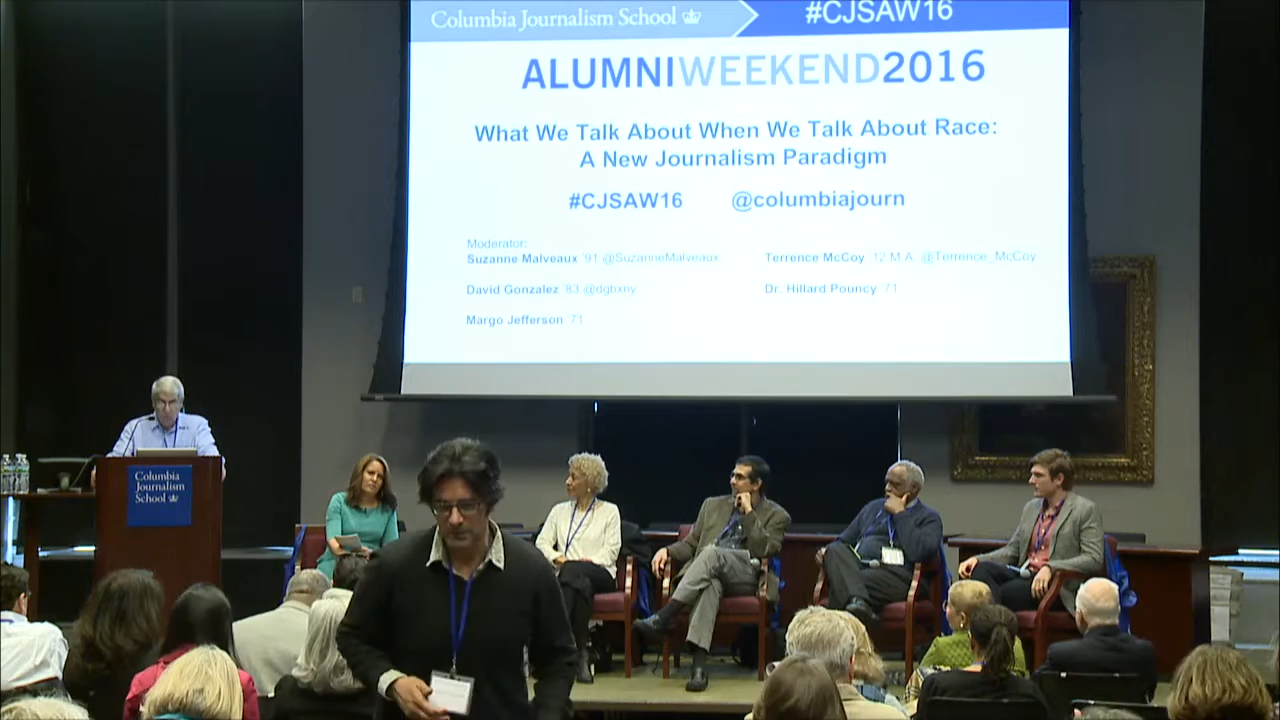 Columbia Journalism School
#CJSAW16
ALUMNIWEEKEND2016
What We Talk About When We Talk About Race:
A New Journalism Paradigm
#CJSAW16 @columbiajourn
Moderator:
Suzanne Malveaux '91 @SuzanneMalveaux
Terrence McCoy '12 M.A. @Terrence_McCoy
David Gonzalez '83 @dgbxny
Dr. Hillard Pouncy '71
Margo Jefferson '71
Columbia
Journalism
School